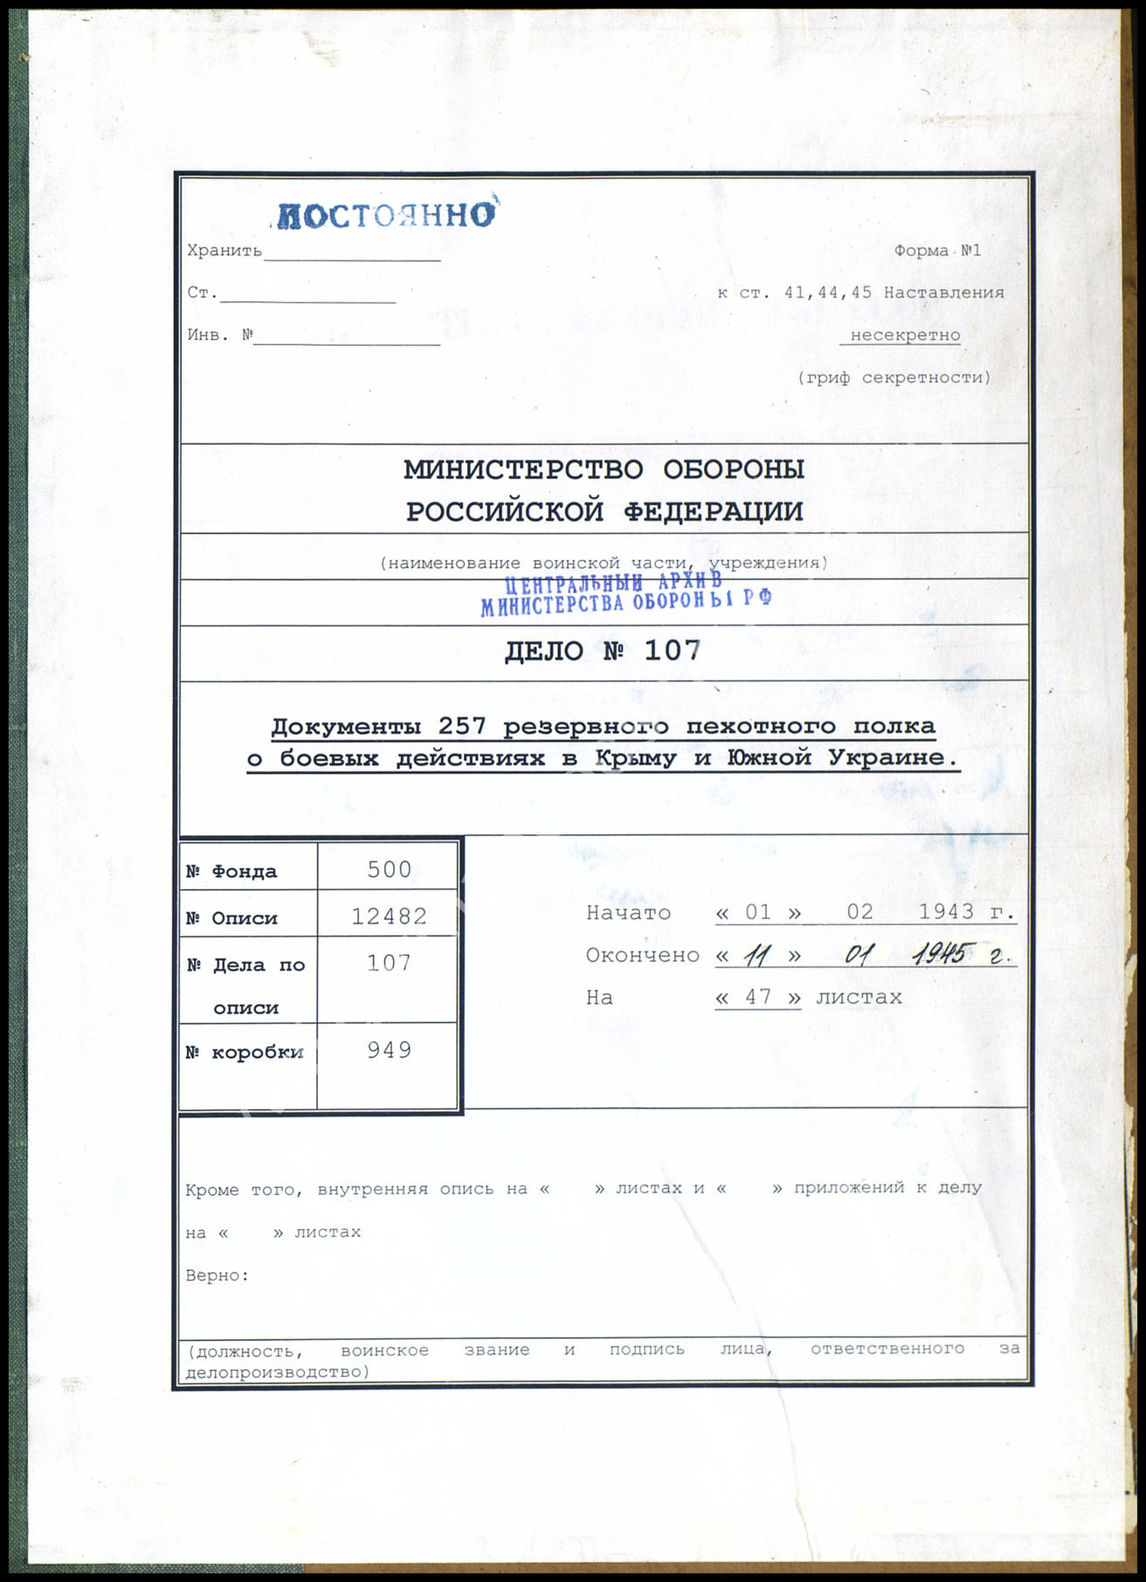 ПОСТОЯННО
Хранить
Форма №1
Ст.
к ст. 41,44,45 Наставления
Инв. №
несекретно
(гриф секретности)
МИНИСТЕРСТВО ОБОРОНЫ
РОССИЙСКОЙ ФЕДЕРАЦИИ
(наименование воинской части, учреждения)
ЦЕНТРАЛЬНЫЙ АРХИВ
МИНИСТЕРСТВА ОБОРОНЫ РФ
ДЕЛО № 107
Документы 257 резервного пехотного полка
о боевых действиях в Крыму и Южной Украине.
№ Фонда 500
№ Описи 12482
№ Дела по 107
описи
№ коробки 949
Начато « 01 » 02 1943 г.
Окончено « 11 » 01 1945 г.
На « 47 » листах
Кроме того, внутренняя опись на « » листах и « » приложений к делу
на « » листах
Верно:
(должность, воинское звание и подпись лица, ответственного за
делопроизводство)